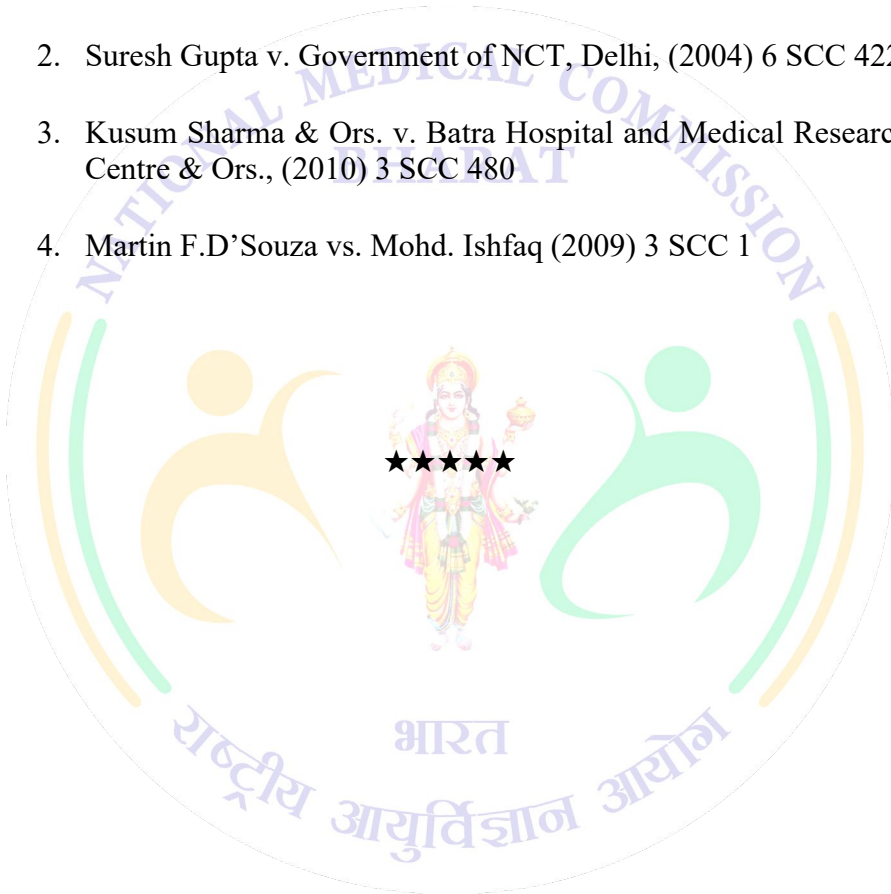 2. Suresh Gupta v. Government of NCT, Delhi, (2004) 6 SCC 422
3. Kusum Sharma & Ors. v. Batra Hospital and Medical Research
Centre & Ors., (2010) 3 SCC 480
4. Martin F.D’Souza vs. Mohd. Ishfaq (2009) 3 SCC 1
★★★★★
NATIONAL MEDICAL COMMISSION
BHARAT
भारत
राष्ट्रीय आयुर्विज्ञान आयोग